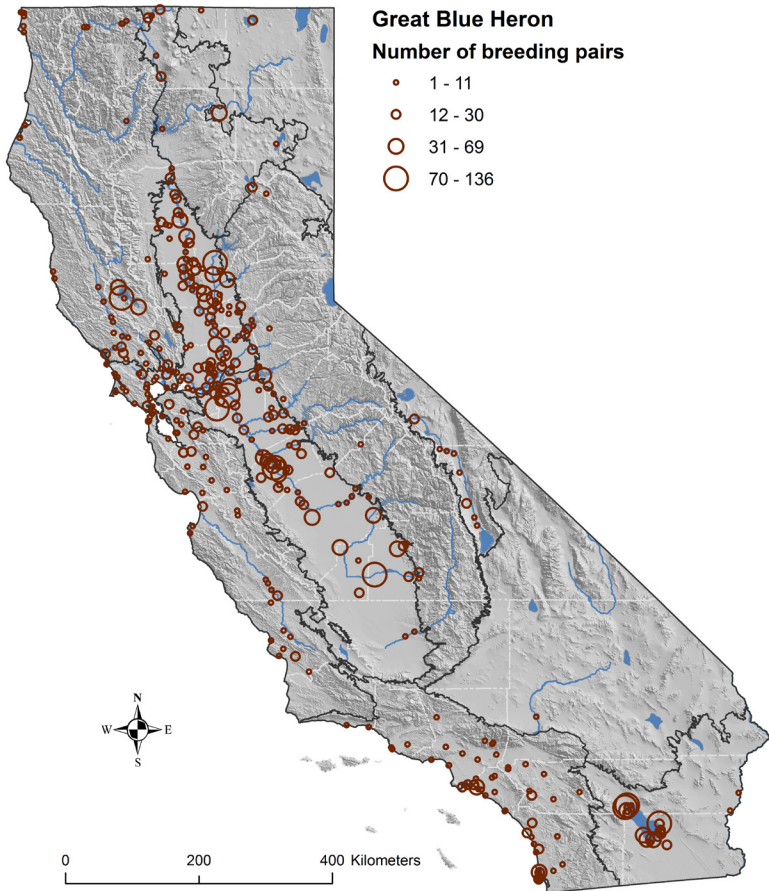 Great Blue Heron
Number of breeding pairs
1 - 11
12 - 30
31 - 69
70 - 136
N
W E
S
0 200 400 Kilometers